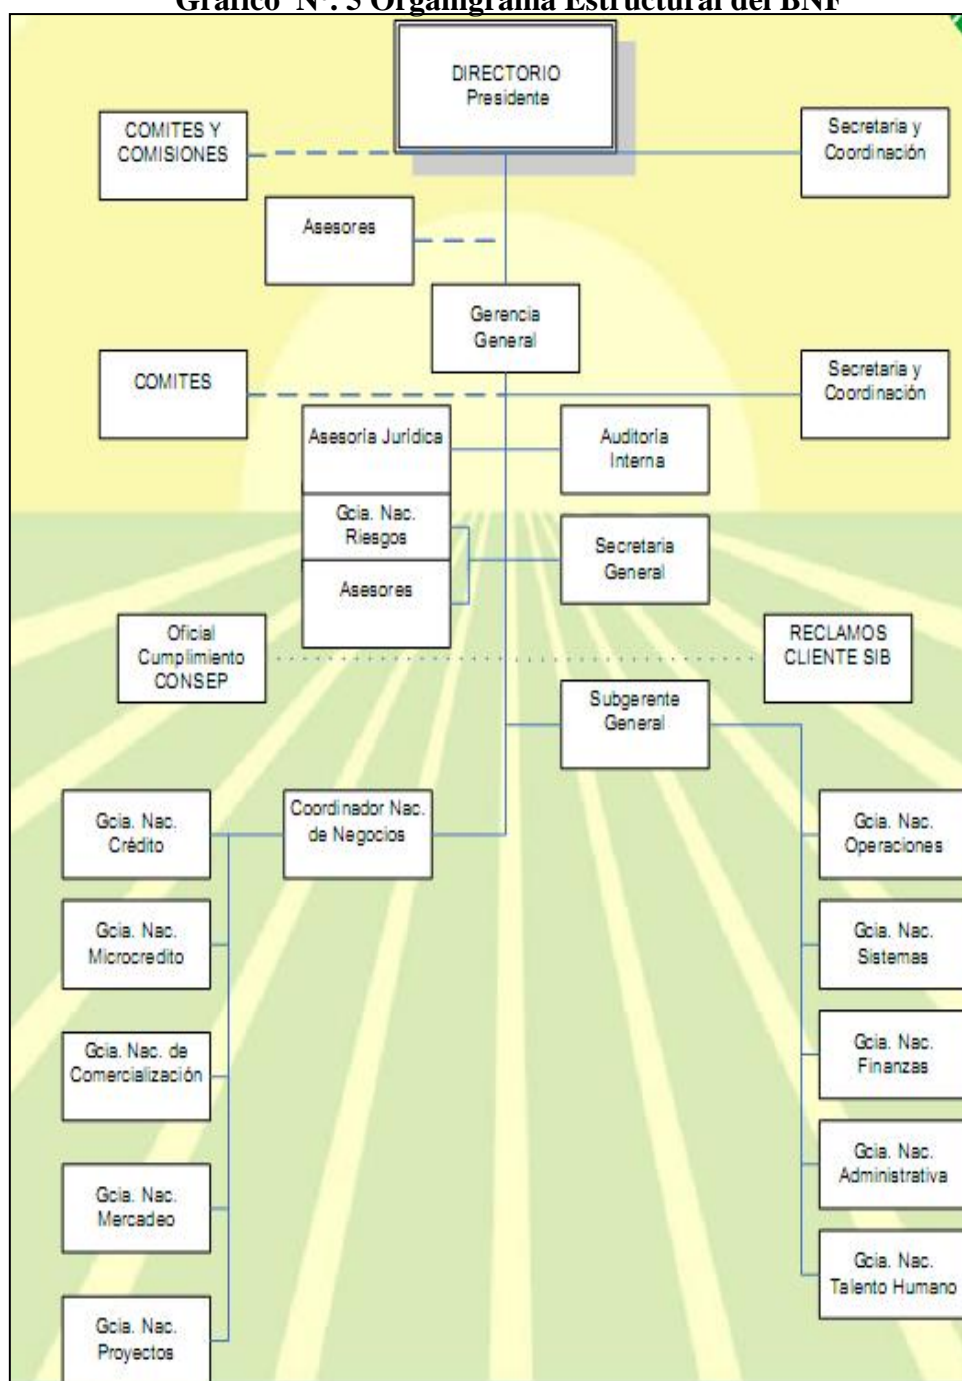 Gráfico N°. 5 Organigrama Estructural del BNF
DIRECTORIO
Presidente
COMITES Y
COMISIONES
Secretaria y
Coordinación
Asesores
Gerencia
General
COMITES
Secretaria y
Coordinación
Asesoría Jurídica
Auditoría
Interna
Gcia. Nac.
Riesgos
Secretaria
General
Asesores
Oficial
Cumplimiento
CONSEP
RECLAMOS
CLIENTE SIB
Subgerente
General
Gcia. Nac.
Crédito
Coordinador Nac.
de Negocios
Gcia. Nac.
Operaciones
Gcia. Nac.
Microcredito
Gcia. Nac.
Sistemas
Gcia. Nac. de
Comercialización
Gcia. Nac.
Finanzas
Gcia. Nac.
Mercadeo
Gcia. Nac.
Administrativa
Gcia. Nac.
Talento Humano
Gcia. Nac.
Proyectos